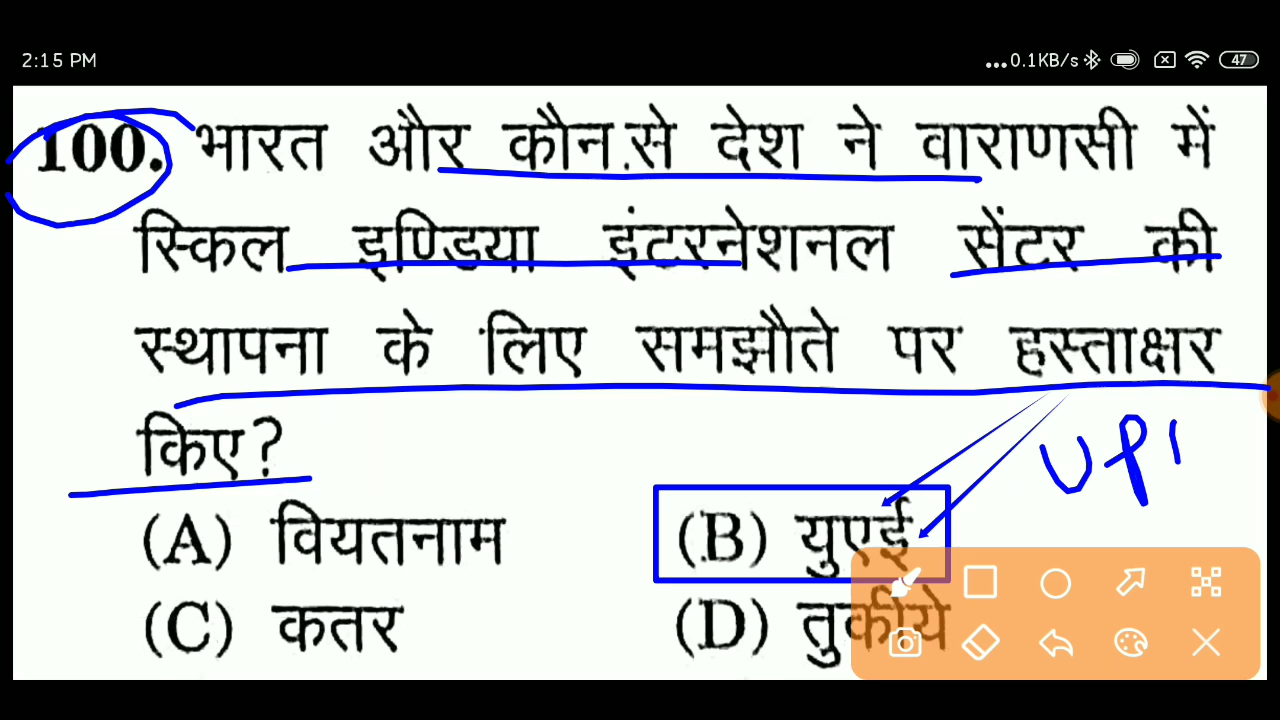 2:15 PM ...0.1KB/s 47
100. भारत और कौन से देश ने वाराणसी में
स्किल इण्डिया इंटरनेशनल सेंटर की
स्थापना के लिए समझौते पर हस्ताक्षर
किए?
UPI
(A) वियतनाम (B) युएई
(C) कतर (D) तुर्कीये